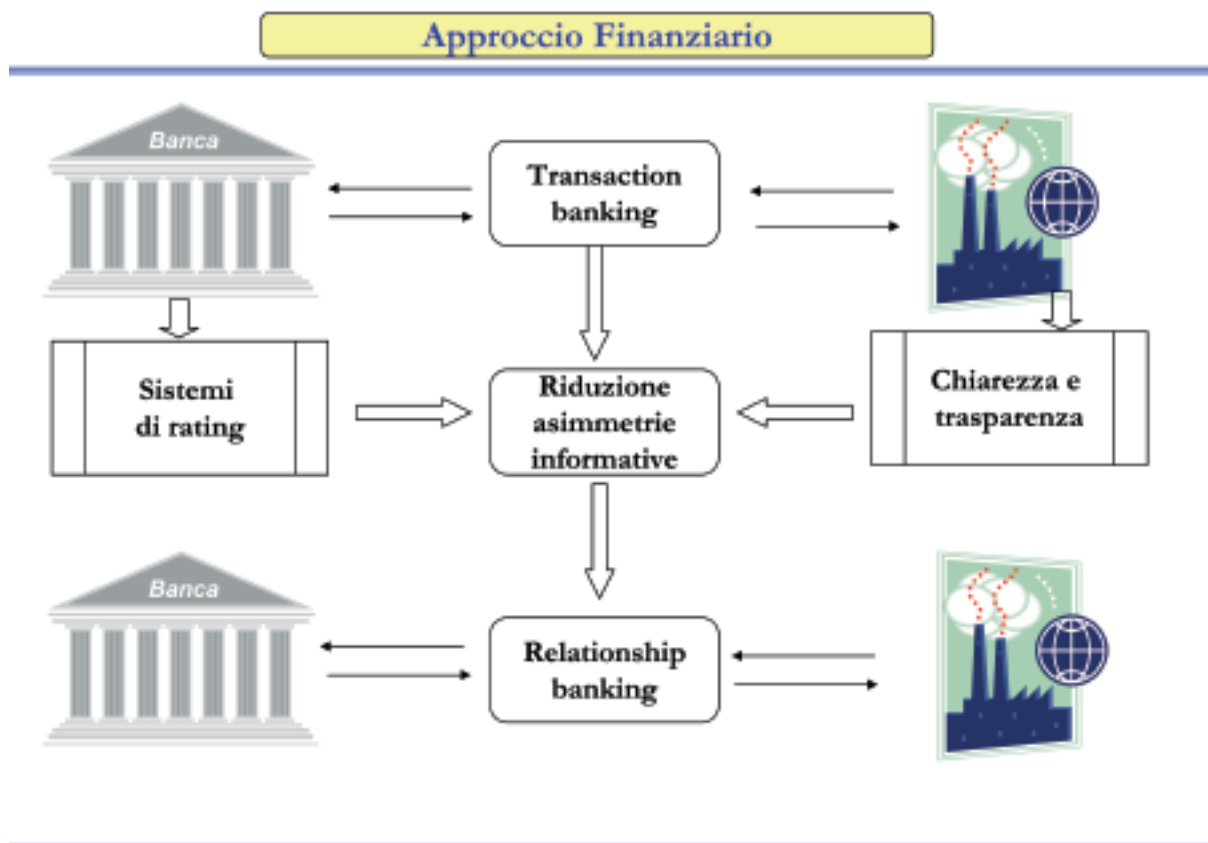 Approccio Finanziario
Banca
Transaction
banking
Sistemi
di rating
Riduzione
asimmetrie
informative
Chiarezza e
trasparenza
Banca
Relationship
banking